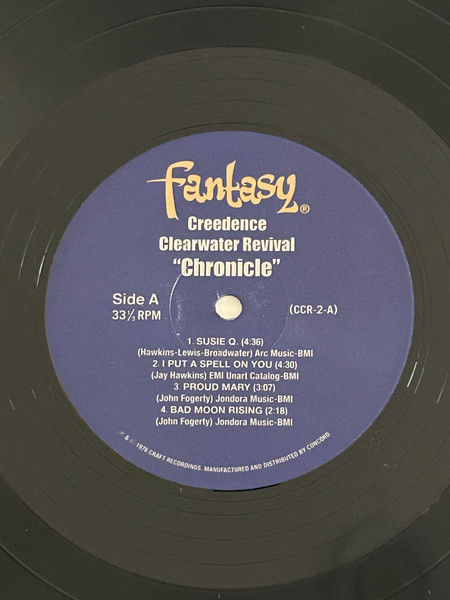 fantasy®
Creedence
Clearwater Revival
“Chronicle”
Side A
33⅓ RPM
(CCR-2-A)
1. SUSIE Q. (4:36)
(Hawkins-Lewis-Broadwater) Arc Music-BMI
2. I PUT A SPELL ON YOU (4:30)
(Jay Hawkins) EMI Unart Catalog-BMI
3. PROUD MARY (3:07)
(John Fogerty) Jondora Music-BMI
4. BAD MOON RISING (2:18)
(John Fogerty) Jondora Music-BMI
℗ & © 1976 CRAFT RECORDINGS. MANUFACTURED AND DISTRIBUTED BY CONCORD.